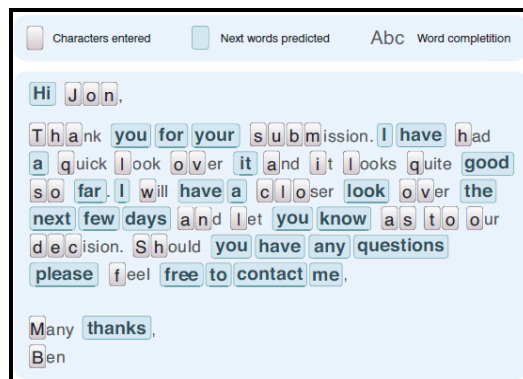 Characters entered Next words predicted Abc Word completition
Hi Jon,
Thank you for your submission. I have had
a quick look over it and it looks quite good
so far. I will have a closer look over the
next few days and let you know as to our
decision. Should you have any questions
please feel free to contact me,
Many thanks,
Ben